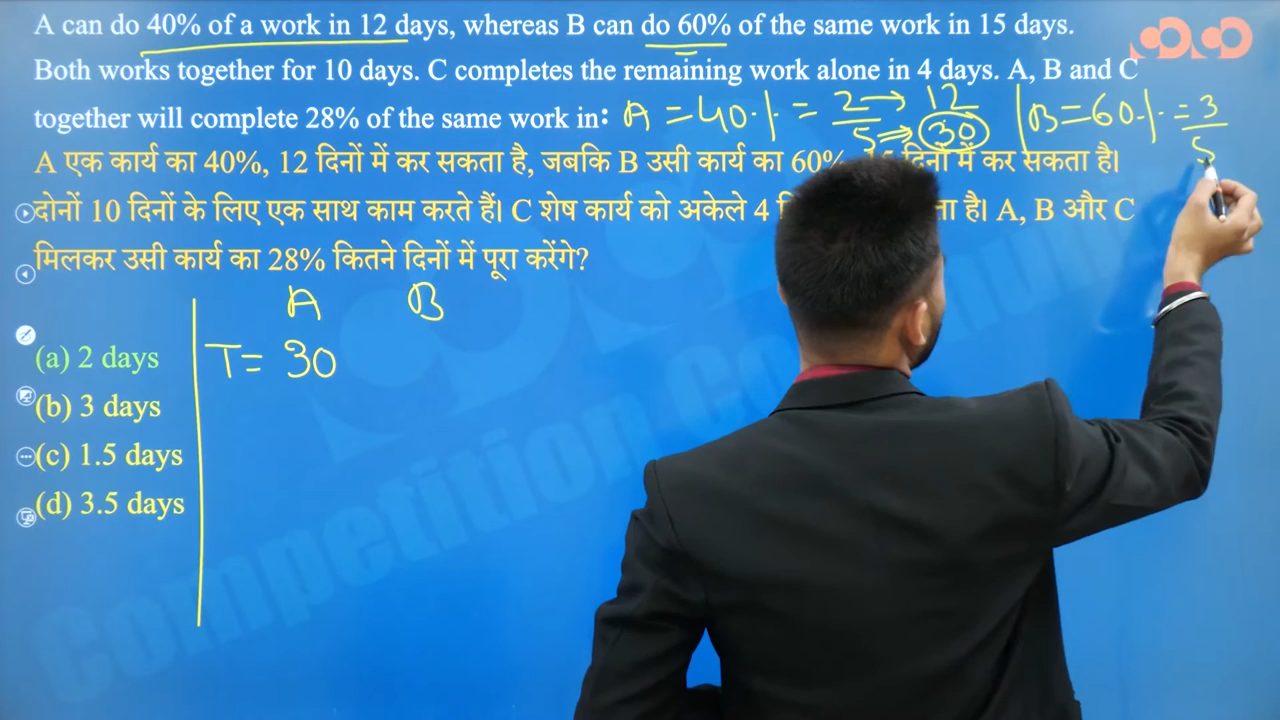 A can do 40% of a work in 12 days, whereas B can do 60% of the same work in 15 days.
Both works together for 10 days. C completes the remaining work alone in 4 days. A, B and C
together will complete 28% of the same work in:
A = 40% = 2/5 → 12
⇒ 30
B = 60% = 3/5
A एक कार्य का 40%, 12 दिनों में कर सकता है, जबकि B उसी कार्य का 60% दिनों में कर सकता है।
दोनों 10 दिनों के लिए एक साथ काम करते हैं। C शेष कार्य को अकेले 4 है। A, B और C
मिलकर उसी कार्य का 28% कितने दिनों में पूरा करेंगे?
A B
T = 30
(a) 2 days
(b) 3 days
(c) 1.5 days
(d) 3.5 days
Competition